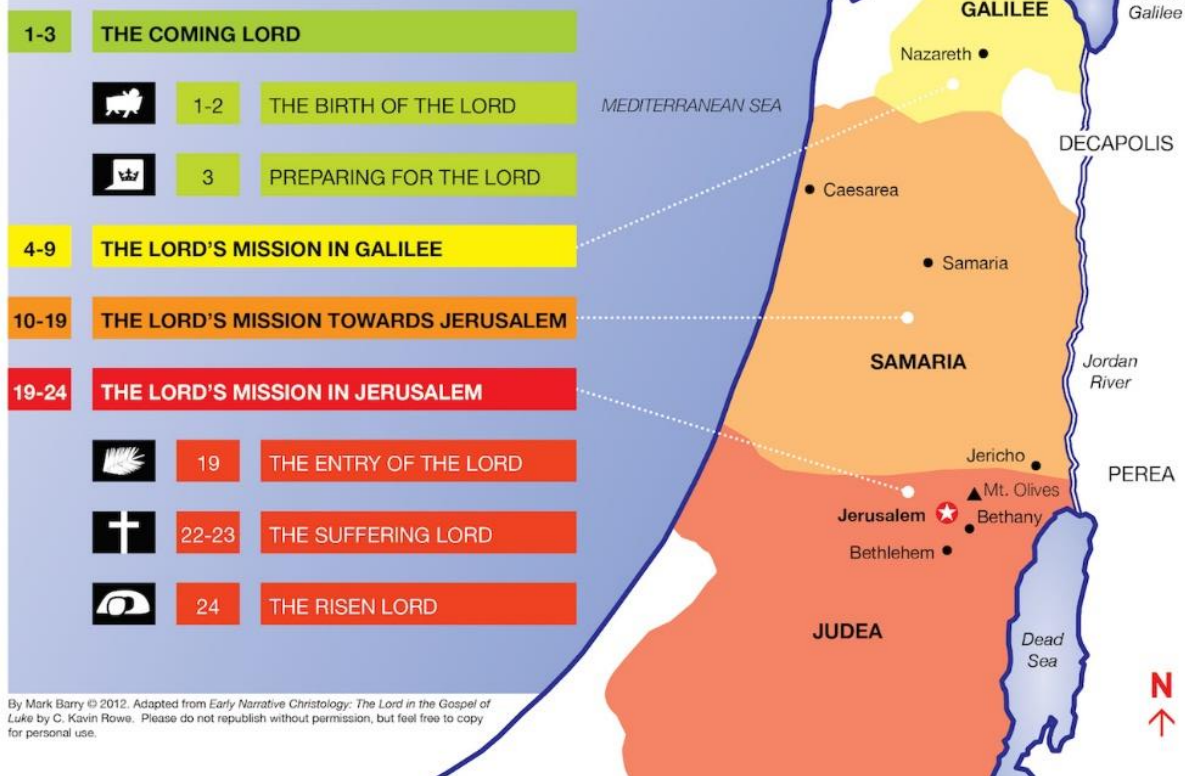 1-3 THE COMING LORD
1-2 THE BIRTH OF THE LORD
3 PREPARING FOR THE LORD
4-9 THE LORD’S MISSION IN GALILEE
10-19 THE LORD’S MISSION TOWARDS JERUSALEM
19-24 THE LORD’S MISSION IN JERUSALEM
19 THE ENTRY OF THE LORD
22-23 THE SUFFERING LORD
24 THE RISEN LORD
By Mark Barry © 2012. Adapted from Early Narrative Christology: The Lord in the Gospel of
Luke by C. Kavin Rowe. Please do not republish without permission, but feel free to copy
for personal use.
GALILEE
Galilee
Nazareth
MEDITERRANEAN SEA
DECAPOLIS
Caesarea
Samaria
SAMARIA
Jordan
River
Jericho
PEREA
Mt. Olives
Jerusalem
Bethany
Bethlehem
JUDEA
Dead
Sea
N